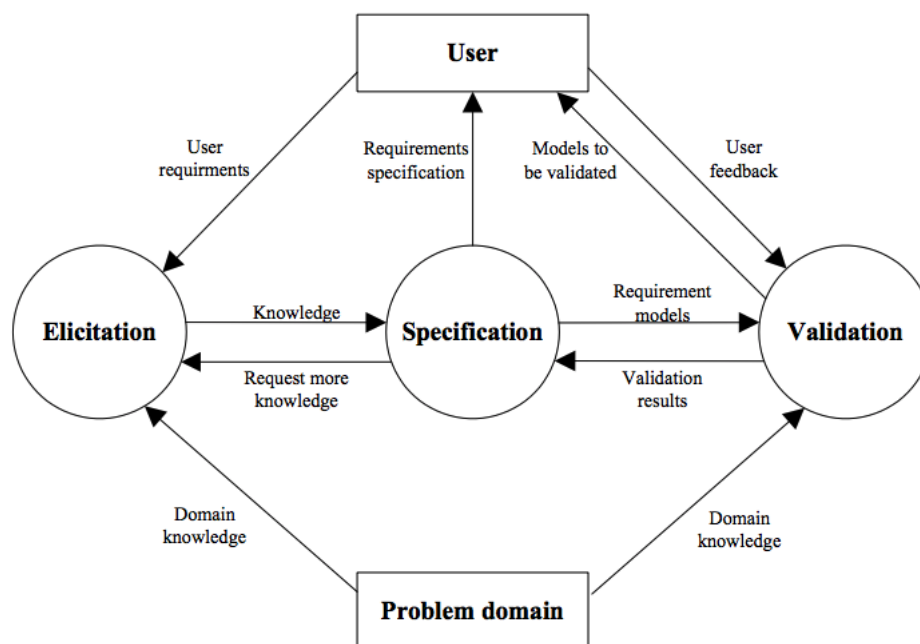 User
User
requirments
Requirements
specification
Models to
be validated
User
feedback
Elicitation
Knowledge
Specification
Requirement
models
Validation
Request more
knowledge
Validation
results
Domain
knowledge
Domain
knowledge
Problem domain